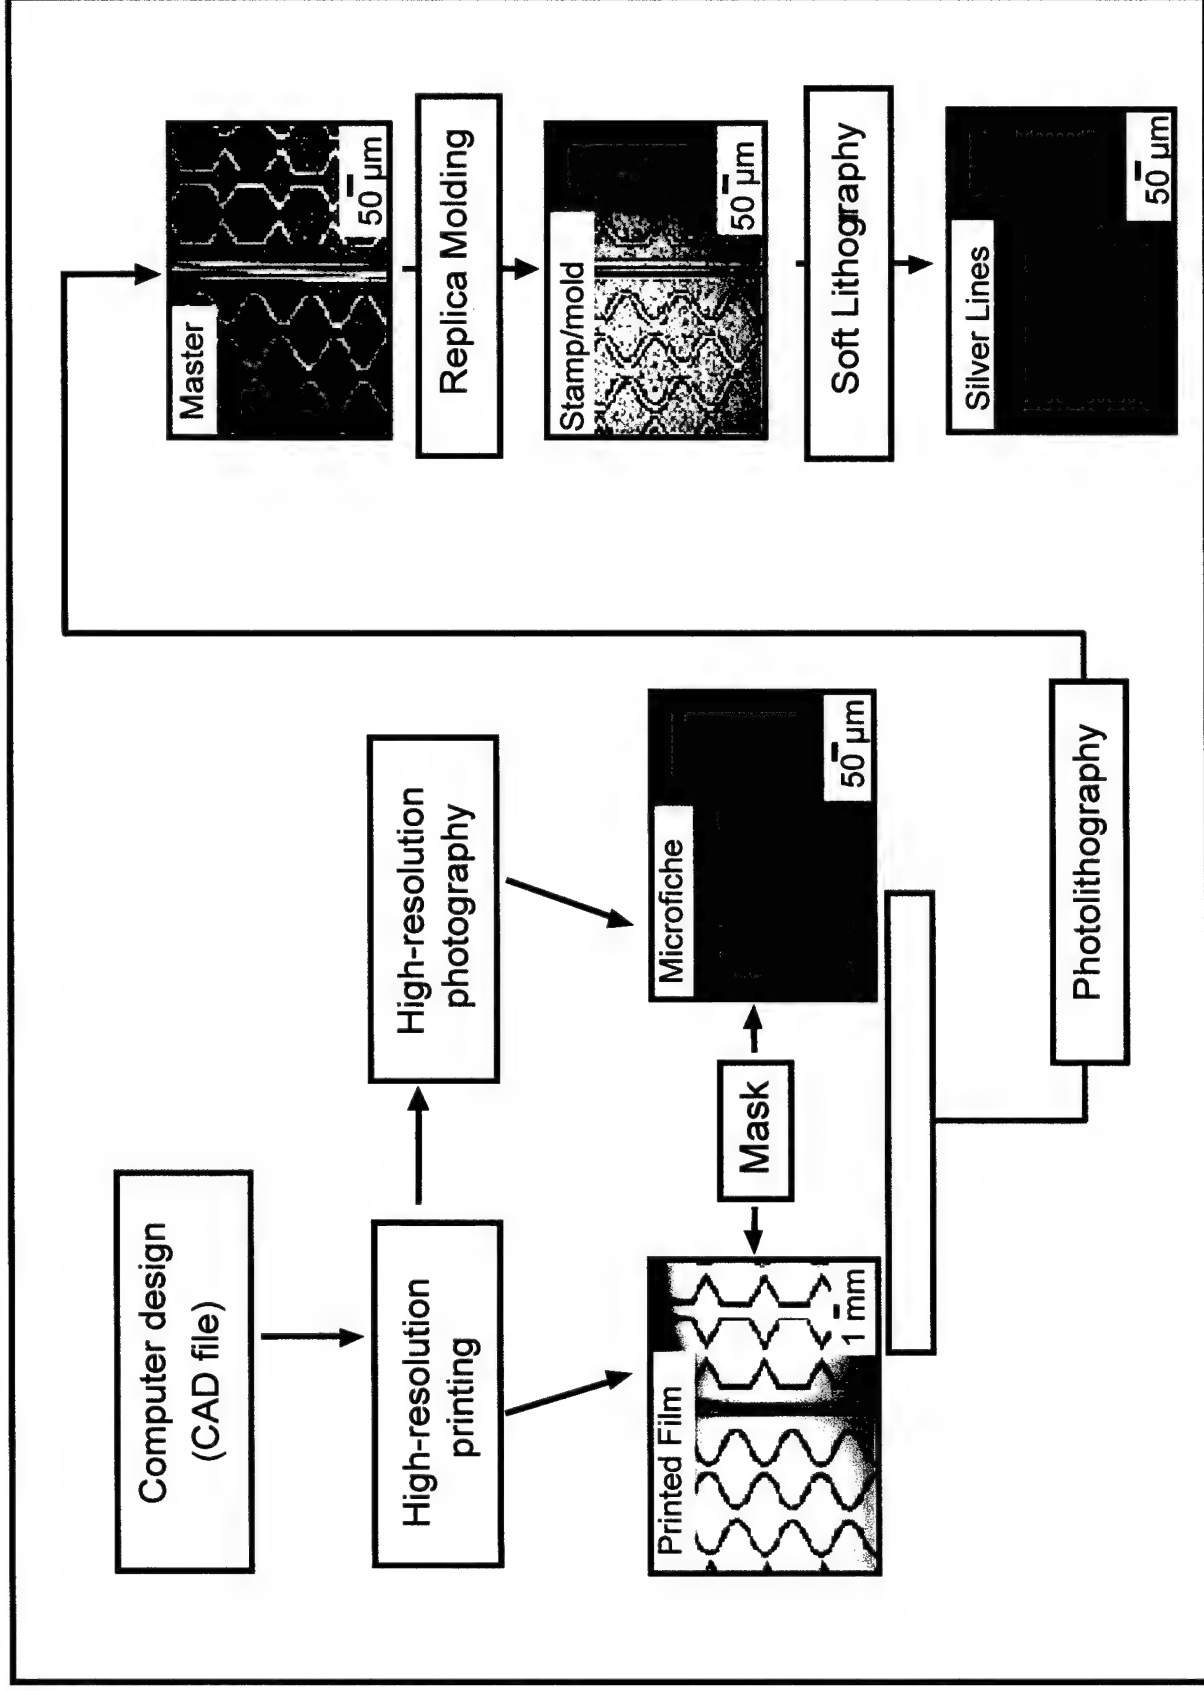 Computer design
(CAD file)
High-resolution
printing
High-resolution
photography
Printed Film
1 mm
Mask
Microfiche
50 µm
Photolithography
Master
50 µm
Replica Molding
Stamp/mold
50 µm
Soft Lithography
Silver Lines
50 µm